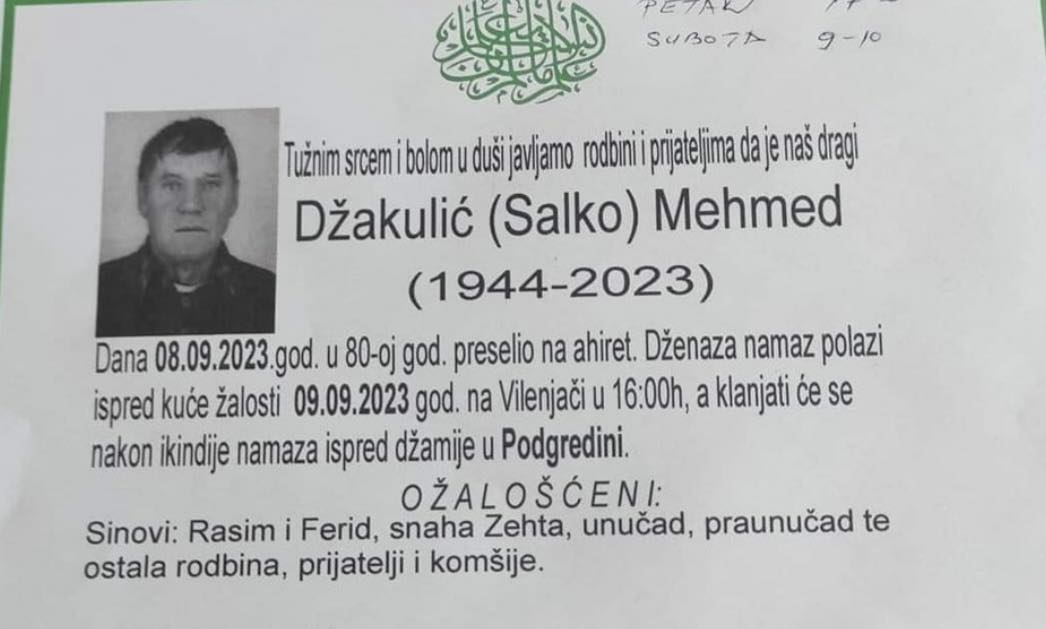 SUBOTA 9-10
Tužnim srcem i bolom u duši javljamo rodbini i prijateljima da je naš dragi
Džakulić (Salko) Mehmed
(1944-2023)
Dana 08.09.2023.god. u 80-oj god. preselio na ahiret. Dženaza namaz polazi
ispred kuće žalosti 09.09.2023 god. na Vilenjači u 16:00h, a klanjati će se
nakon ikindije namaza ispred džamije u Podgredini.
OŽALOŠĆENI:
Sinovi: Rasim i Ferid, snaha Zehta, unučad, praunučad te
ostala rodbina, prijatelji i komšije.